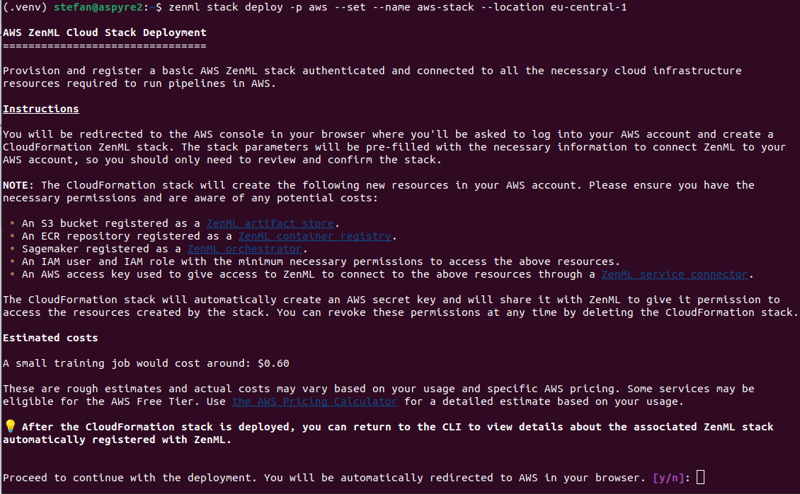 (.venv) stefan@aspyre2:~$ zenml stack deploy -p aws --set --name aws-stack --location eu-central-1
AWS ZenML Cloud Stack Deployment
================================
Provision and register a basic AWS ZenML stack authenticated and connected to all the necessary cloud infrastructure
resources required to run pipelines in AWS.
Instructions
You will be redirected to the AWS console in your browser where you'll be asked to log into your AWS account and create a
CloudFormation ZenML stack. The stack parameters will be pre-filled with the necessary information to connect ZenML to your
AWS account, so you should only need to review and confirm the stack.
NOTE: The CloudFormation stack will create the following new resources in your AWS account. Please ensure you have the
necessary permissions and are aware of any potential costs:
• An S3 bucket registered as a ZenML artifact store.
• An ECR repository registered as a ZenML container registry.
• Sagemaker registered as a ZenML orchestrator.
• An IAM user and IAM role with the minimum necessary permissions to access the above resources.
• An AWS access key used to give access to ZenML to connect to the above resources through a ZenML service connector.
The CloudFormation stack will automatically create an AWS secret key and will share it with ZenML to give it permission to
access the resources created by the stack. You can revoke these permissions at any time by deleting the CloudFormation stack.
Estimated costs
A small training job would cost around: $0.60
These are rough estimates and actual costs may vary based on your usage and specific AWS pricing. Some services may be
eligible for the AWS Free Tier. Use the AWS Pricing Calculator for a detailed estimate based on your usage.
💡 After the CloudFormation stack is deployed, you can return to the CLI to view details about the associated ZenML stack
automatically registered with ZenML.
Proceed to continue with the deployment. You will be automatically redirected to AWS in your browser. [y/n]: